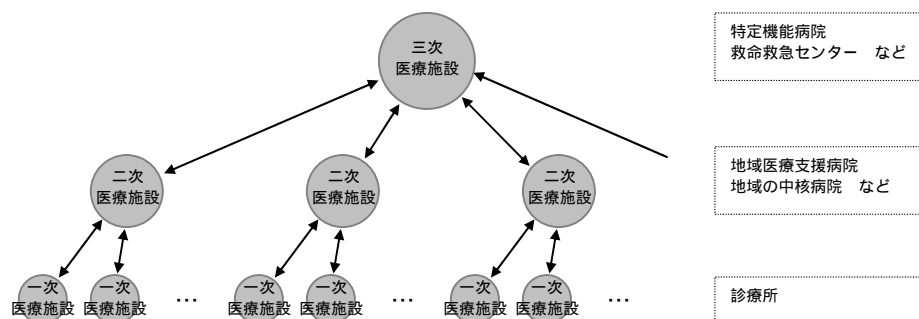 三次
医療施設
特定機能病院
救命救急センター　など
二次
医療施設
二次
医療施設
二次
医療施設
地域医療支援病院
地域の中核病院　など
一次
医療施設
一次
医療施設
…
一次
医療施設
一次
医療施設
…
一次
医療施設
一次
医療施設
…
診療所